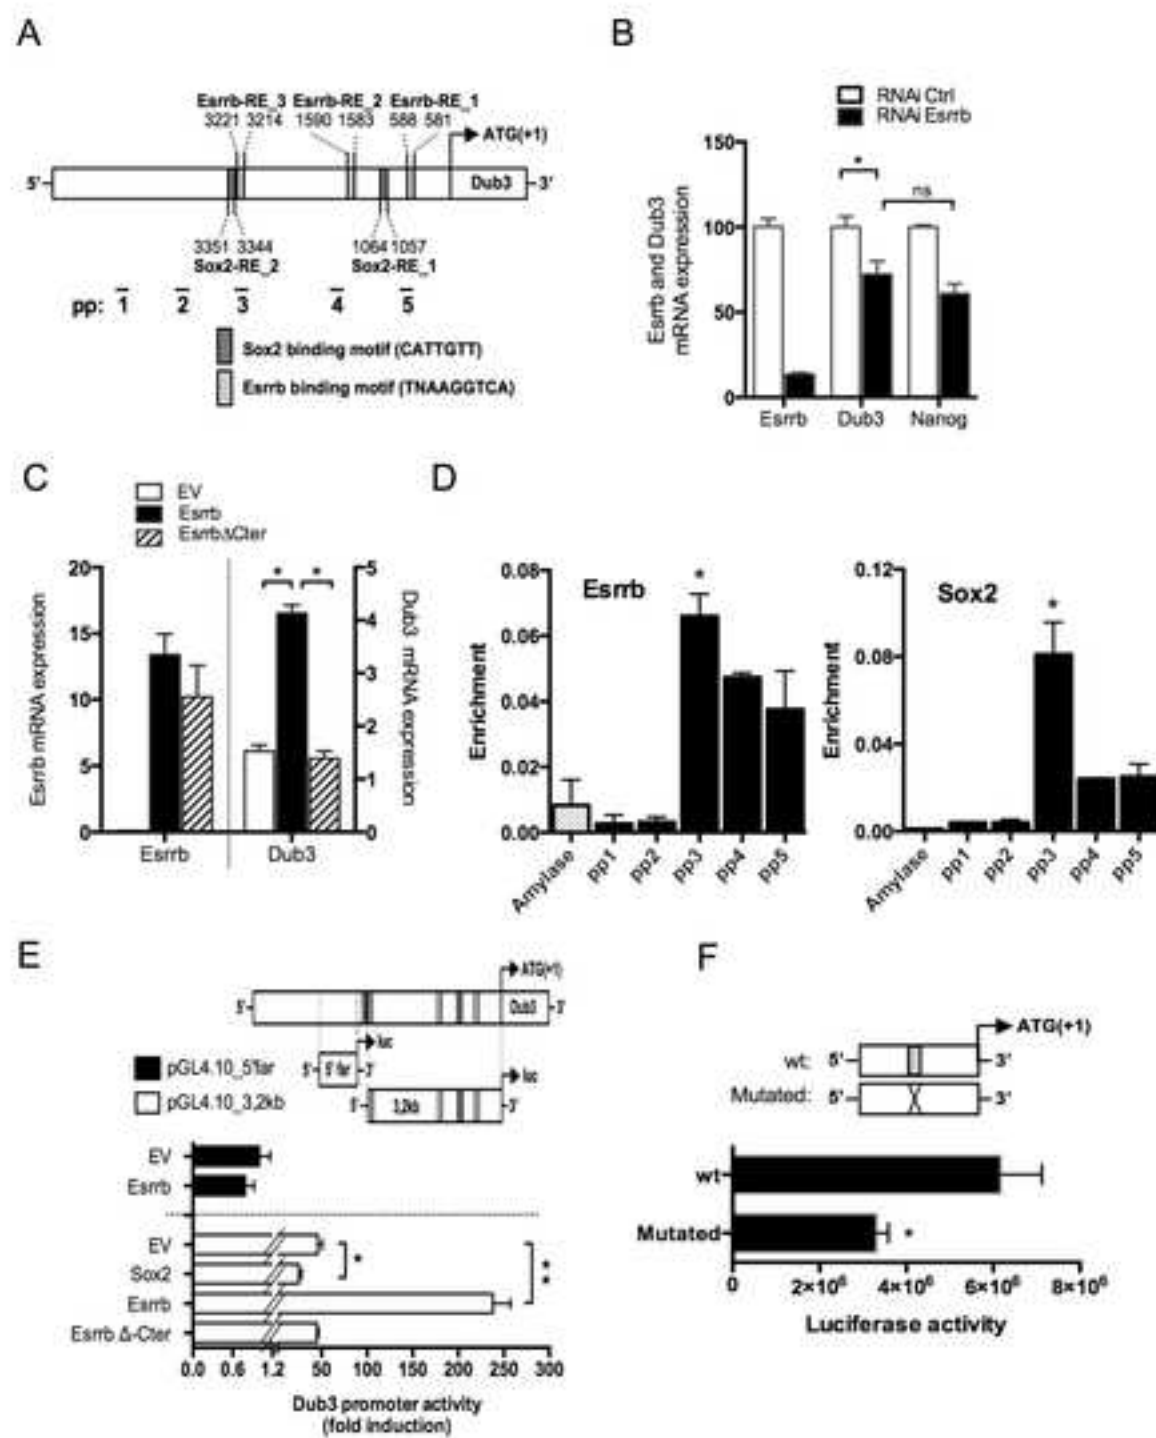 A
Esrrb-RE_3 Esrrb-RE_2 Esrrb-RE_1
3221 3214 1590 1583 588 581
ATG(+1)
5' Dub3 3'
3351 3344 1064 1057
Sox2-RE_2 Sox2-RE_1
pp: 1 2 3 4 5
Sox2 binding motif (CATTGTT)
Esrrb binding motif (TNAAGGTCA)
B
RNAi Ctrl
RNAi Esrrb
Esrrb and Dub3
mRNA expression
150
100
50
0
*
ns
Esrrb Dub3 Nanog
C
EV
Esrrb
EsrrbΔCter
Esrrb mRNA expression
20
15
10
5
0
* *
5
4
3
2
1
0
Dub3 mRNA
expression
Esrrb Dub3
D
Esrrb
Enrichment
0.08
0.06
0.04
0.02
0.00
*
Amylase pp1 pp2 pp3 pp4 pp5
Sox2
Enrichment
0.12
0.08
0.04
0.00
*
Amylase pp1 pp2 pp3 pp4 pp5
E
ATG(+1)
5' Dub3 3'
luc
5' 5' far 3'
luc
5' 3,2kb 3'
pGL4.10_5'far
pGL4.10_3,2kb
EV
Esrrb
EV
Sox2
Esrrb
Esrrb Δ-Cter
*
**
0.0 0.6 1.2 50 100 150 200 250 300
Dub3 promoter activity
(fold induction)
F
ATG(+1)
wt: 5' 3'
Mutated: 5' 3'
wt
Mutated *
0 2×10⁶ 4×10⁶ 6×10⁶ 8×10⁶
Luciferase activity